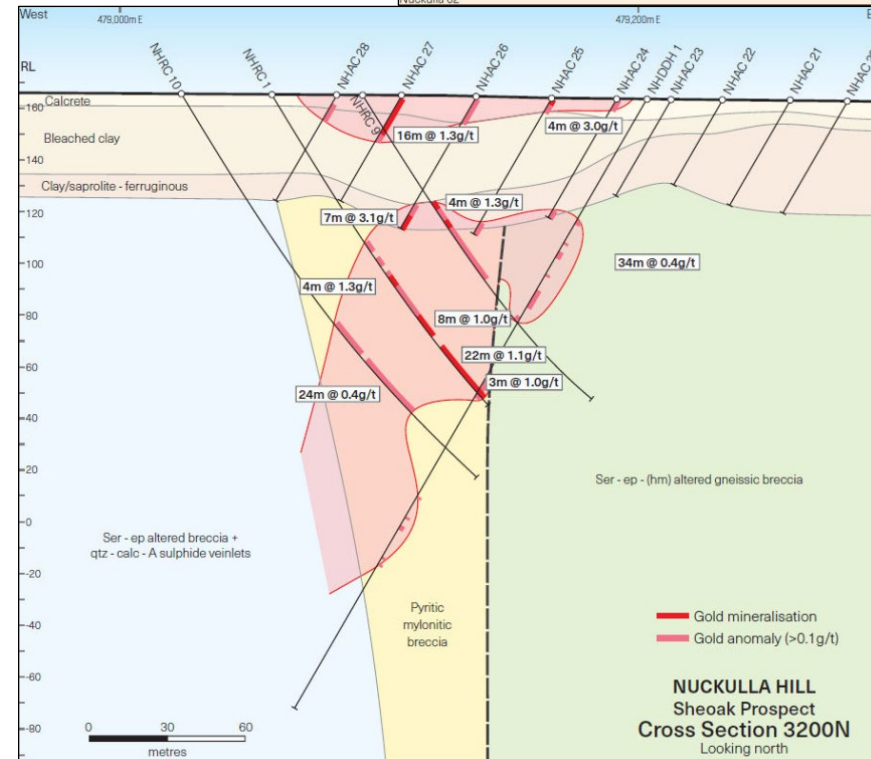 West
479,000m E
479,200m E
E
RL
NHRC 10
NHRC 1
NHAC 28
NHRC 9
NHAC 27
NHAC 26
NHAC 25
NHAC 24
NHDDH 1
NHAC 23
NHAC 22
NHAC 21
160
Calcrete
16m @ 1.3g/t
4m @ 3.0g/t
Bleached clay
140
Clay/saprolite - ferruginous
120
4m @ 1.3g/t
7m @ 3.1g/t
100
34m @ 0.4g/t
4m @ 1.3g/t
80
8m @ 1.0g/t
60
22m @ 1.1g/t
3m @ 1.0g/t
24m @ 0.4g/t
40
20
Ser - ep - (hm) altered gneissic breccia
0
Ser - ep altered breccia +
qtz - calc - A sulphide veinlets
-20
-40
Pyritic
mylonitic
breccia
Gold mineralisation
Gold anomaly (>0.1g/t)
-60
NUCKULLA HILL
Sheoak Prospect
Cross Section 3200N
Looking north
-80
0 30 60
metres